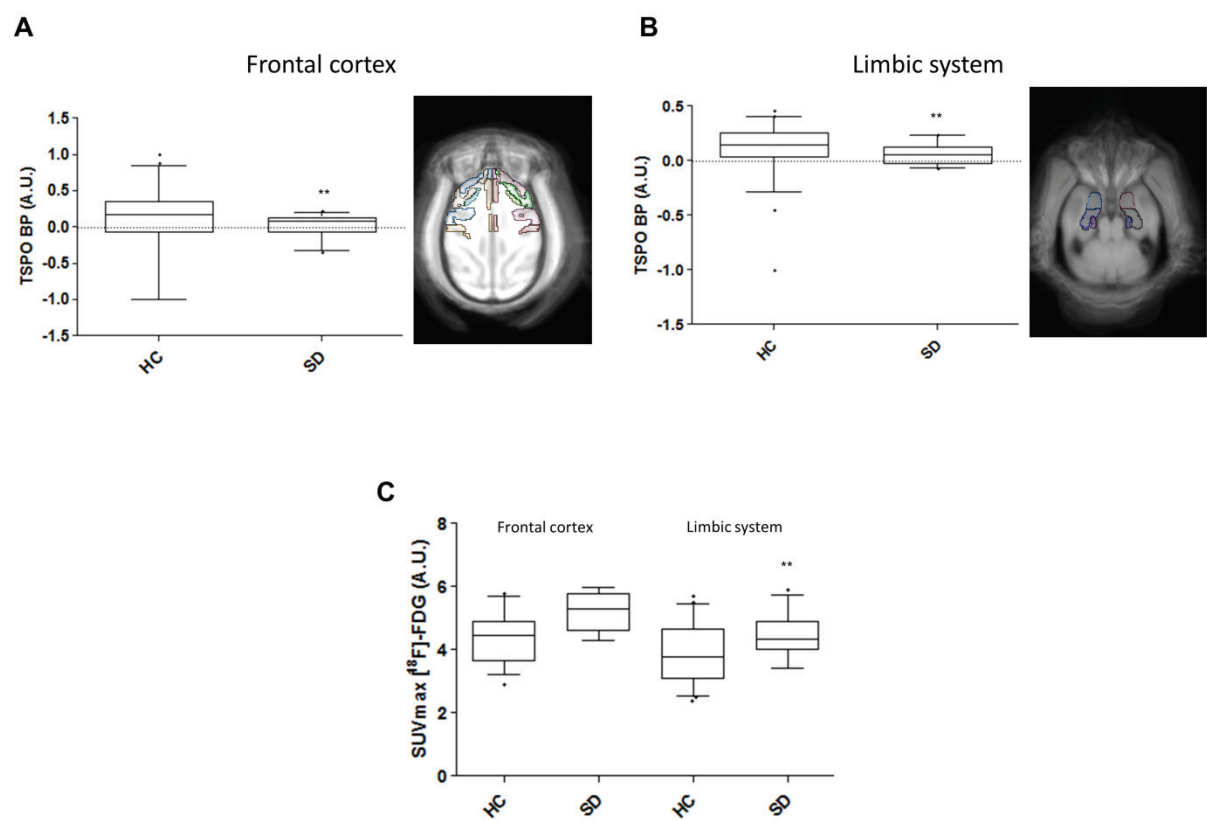 A
Frontal cortex
TSPO BP (A.U.)
1.5
1.0
0.5
0.0
-0.5
-1.0
-1.5
**
HC
SD
B
Limbic system
TSPO BP (A.U.)
0.5
0.0
-0.5
-1.0
-1.5
**
HC
SD
C
SUVmax [¹⁸F]-FDG (A.U.)
8
6
4
2
0
Frontal cortex
Limbic system
**
HC
SD
HC
SD